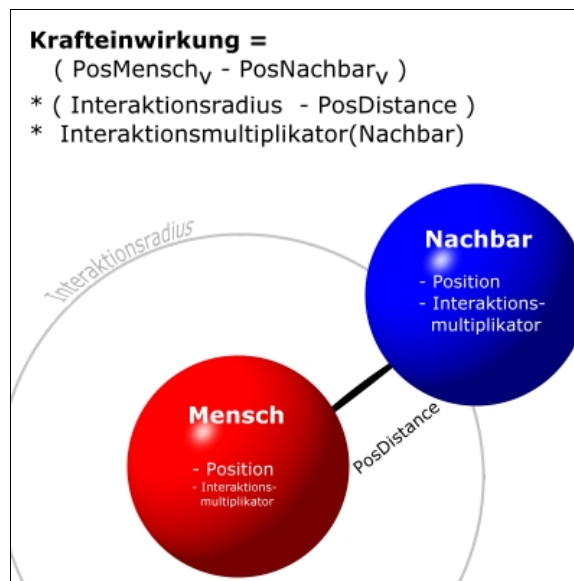 Krafteinwirkung =
( PosMenschv - PosNachbarv )
* ( Interaktionsradius - PosDistance )
* Interaktionsmultiplikator(Nachbar)
Interaktionsradius
Nachbar
- Position
- Interaktions-
multiplikator
PosDistance
Mensch
- Position
- Interaktions-
multiplikator